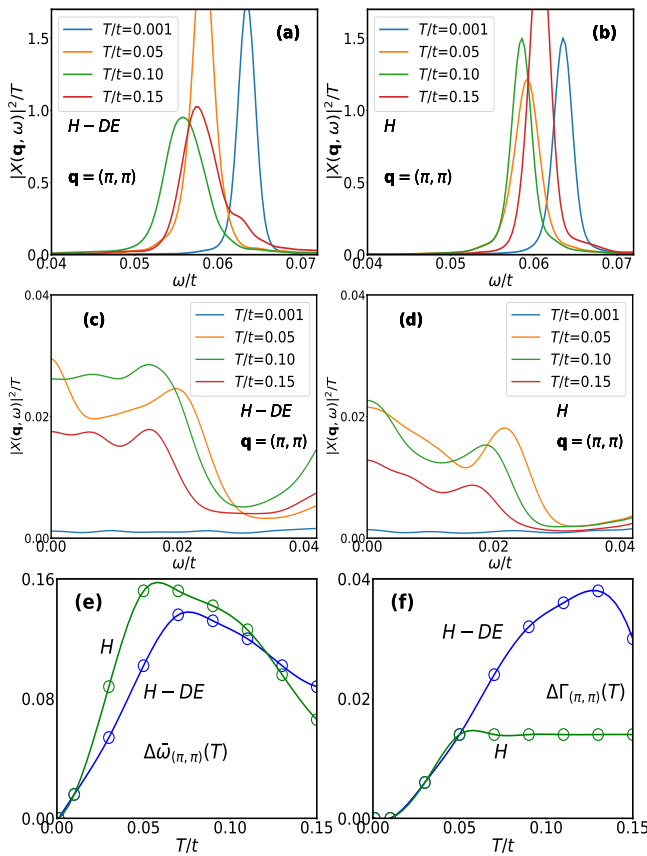 1.5
1.0
0.5
0.0
|X(q, ω)|²/T
T/t=0.001
T/t=0.05
T/t=0.10
T/t=0.15
(a)
H − DE
q = (π, π)
0.04
0.05
0.06
0.07
ω/t
1.5
1.0
0.5
0.0
|X(q, ω)|²/T
T/t=0.001
T/t=0.05
T/t=0.10
T/t=0.15
(b)
H
q = (π, π)
0.04
0.05
0.06
0.07
ω/t
0.04
0.02
0.00
|X(q, ω)|²/T
(c)
T/t=0.001
T/t=0.05
T/t=0.10
T/t=0.15
H − DE
q = (π, π)
0.00
0.02
0.04
ω/t
0.04
0.02
0.00
|X(q, ω)|²/T
(d)
T/t=0.001
T/t=0.05
T/t=0.10
T/t=0.15
H
q = (π, π)
0.00
0.02
0.04
ω/t
0.16
0.08
0.00
(e)
H
H − DE
Δω̄(π, π)(T)
0.00
0.05
0.10
0.15
T/t
0.04
0.02
0.00
(f)
H − DE
ΔΓ(π, π)(T)
H
0.00
0.05
0.10
0.15
T/t